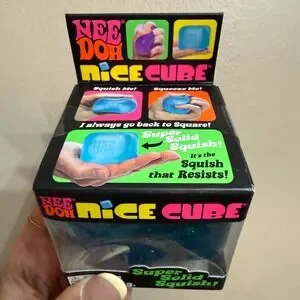 NEE
DOH
NICE CUBE
Squish Me!
Squeeze Me!
I always go back to Square!
Super
Solid
Squish!
It's the
Squish
that Resists!
NEE
DOH
NICE CUBE
Super Solid
Squish!